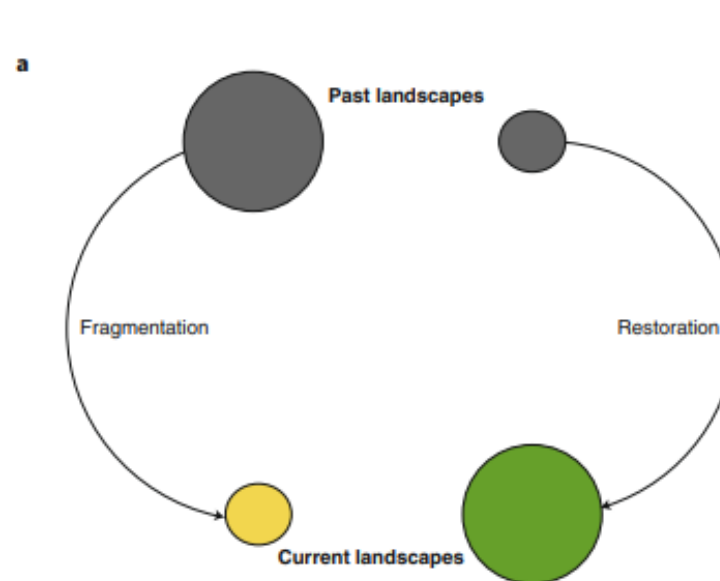 a
Past landscapes
Fragmentation
Restoration
Current landscapes